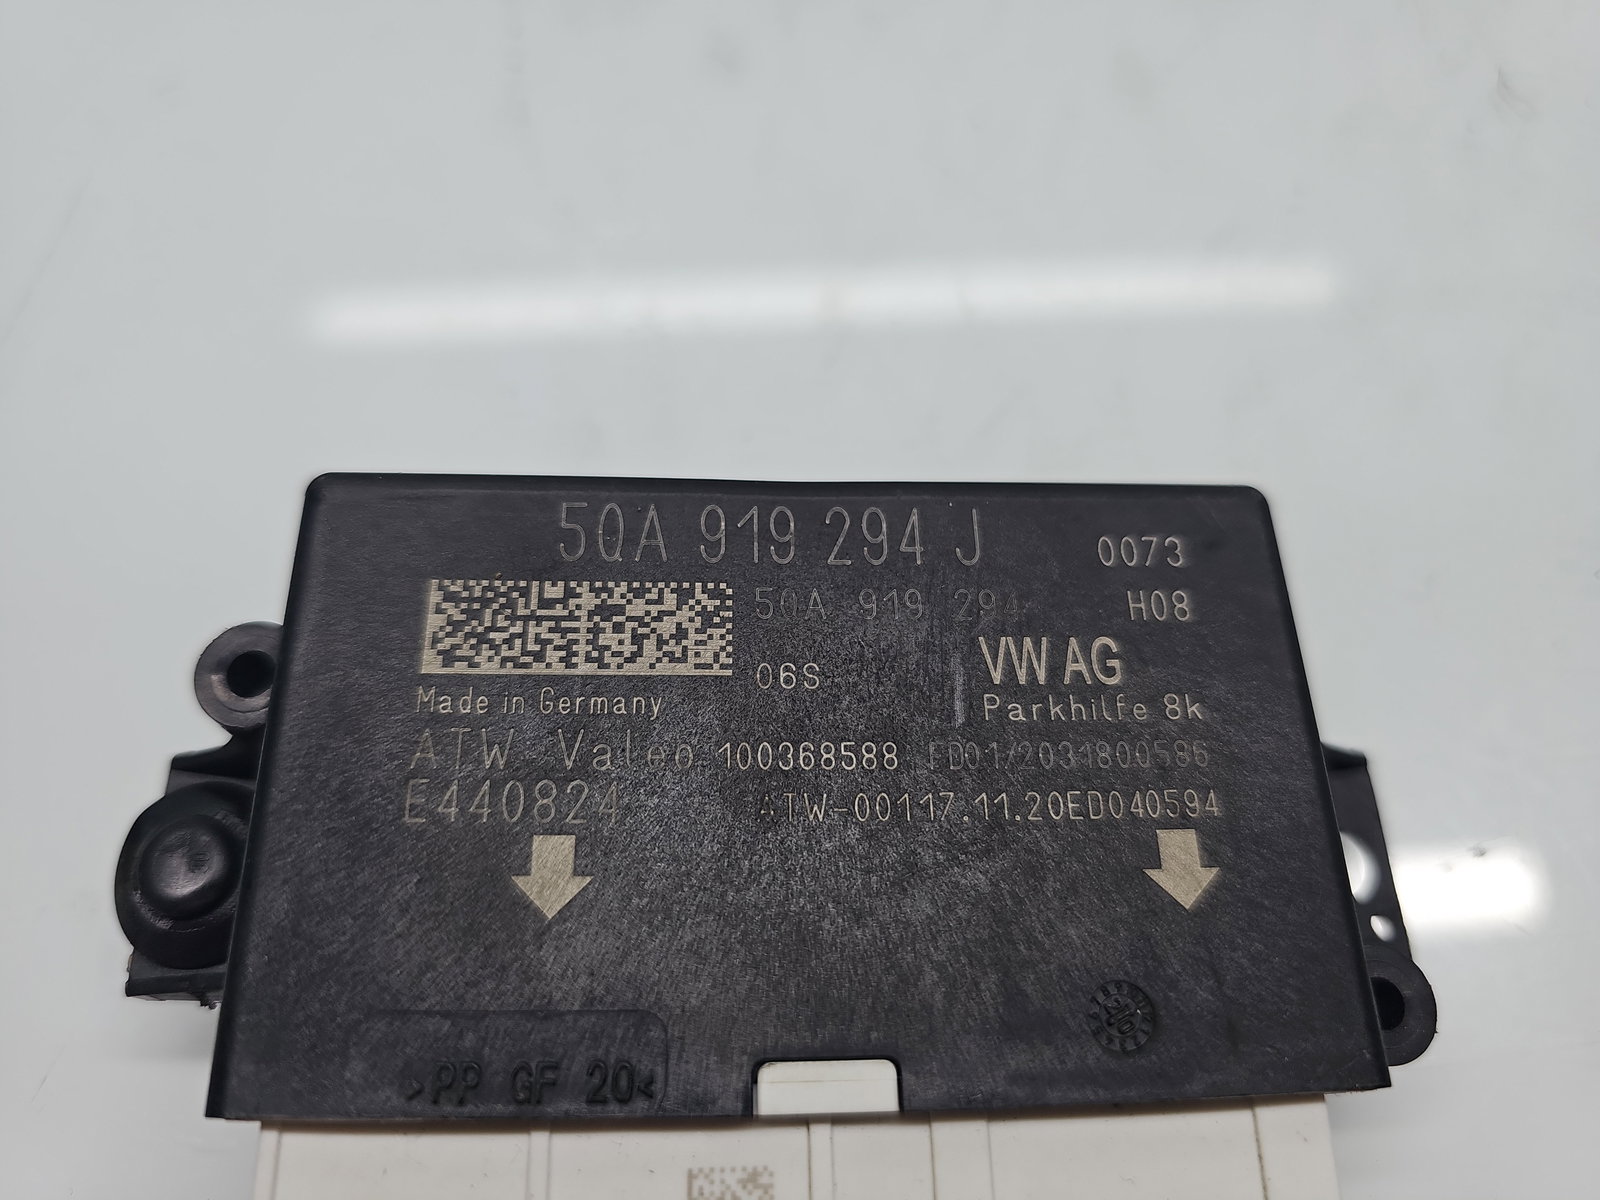 5QA 919 294 J
0073
5QA 919 294
H08
06S
VW AG
Made in Germany
Parkhilfe 8k
ATW-Valeo 100368588 FD01/2031800586
E440824
ATW-00117.11.20ED040594
>PP GF 20<